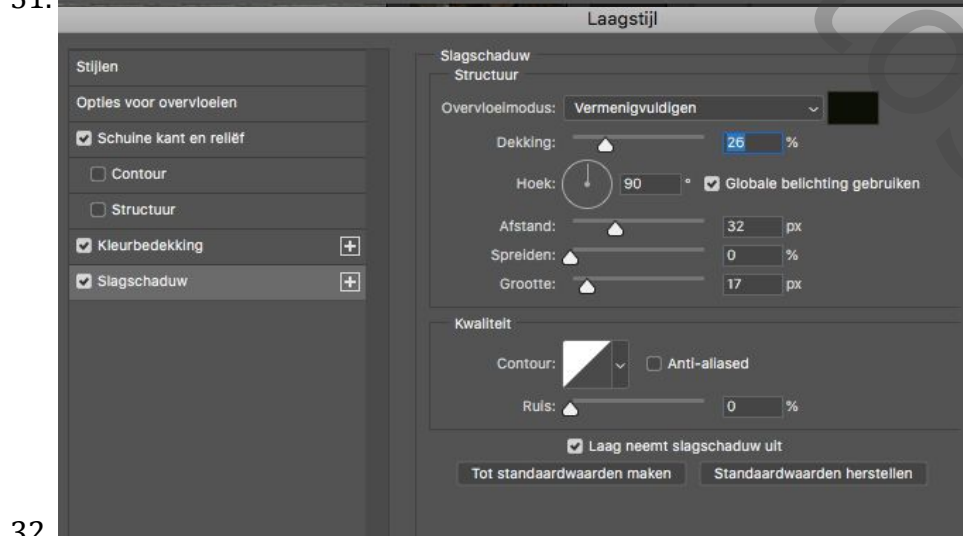 31.
Laagstijl
Stijlen
Opties voor overvloeien
Schuine kant en reliëf
Contour
Structuur
Kleurbedekking
Slagschaduw
Slagschaduw
Structuur
Overvloeimodus: Vermenigvuldigen
Dekking: 26 %
Hoek: 90 ° Globale belichting gebruiken
Afstand: 32 px
Spreiden: 0 %
Grootte: 17 px
Kwaliteit
Contour: Anti-aliased
Ruis: 0 %
Laag neemt slagschaduw uit
Tot standaardwaarden maken Standaardwaarden herstellen
32.